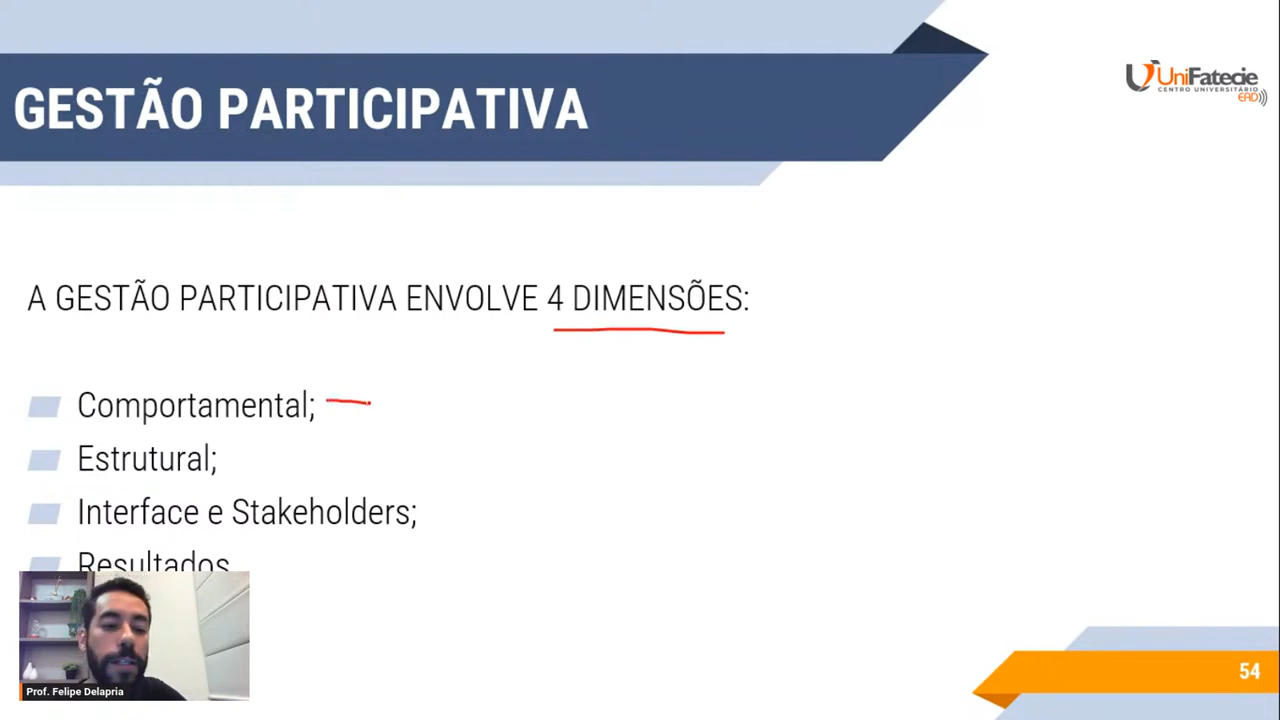 GESTÃO PARTICIPATIVA
UniFatecie
CENTRO UNIVERSITÁRIO
EAD
A GESTÃO PARTICIPATIVA ENVOLVE 4 DIMENSÕES:
Comportamental;
Estrutural;
Interface e Stakeholders;
Resultados
Prof. Felipe Delapria
54